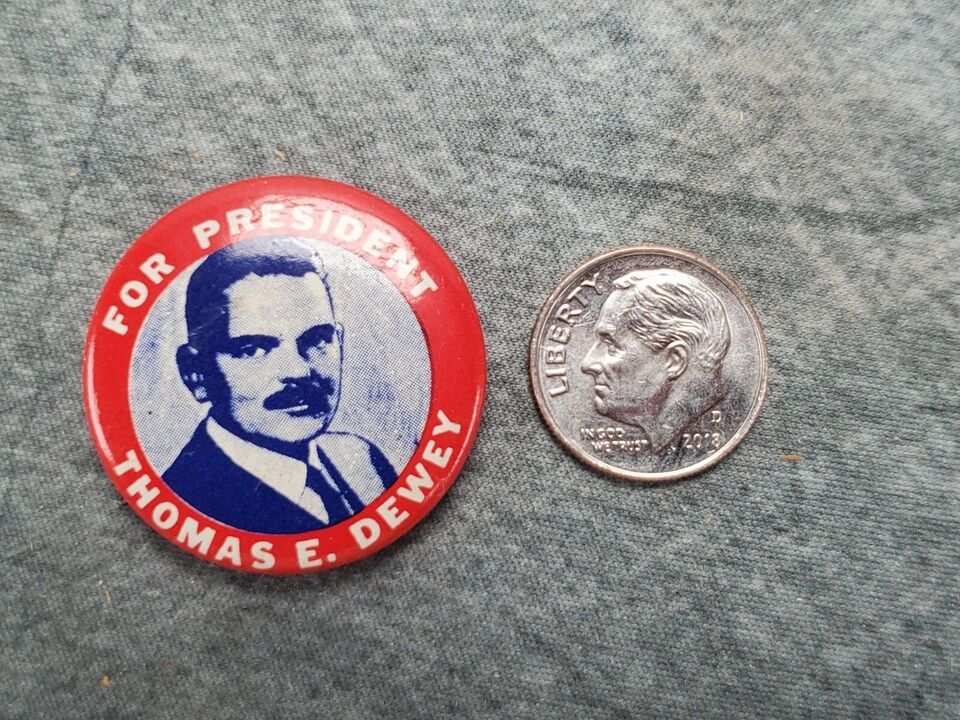 FOR PRESIDENT
THOMAS E. DEWEY
LIBERTY
IN GOD
WE TRUST
D
2018